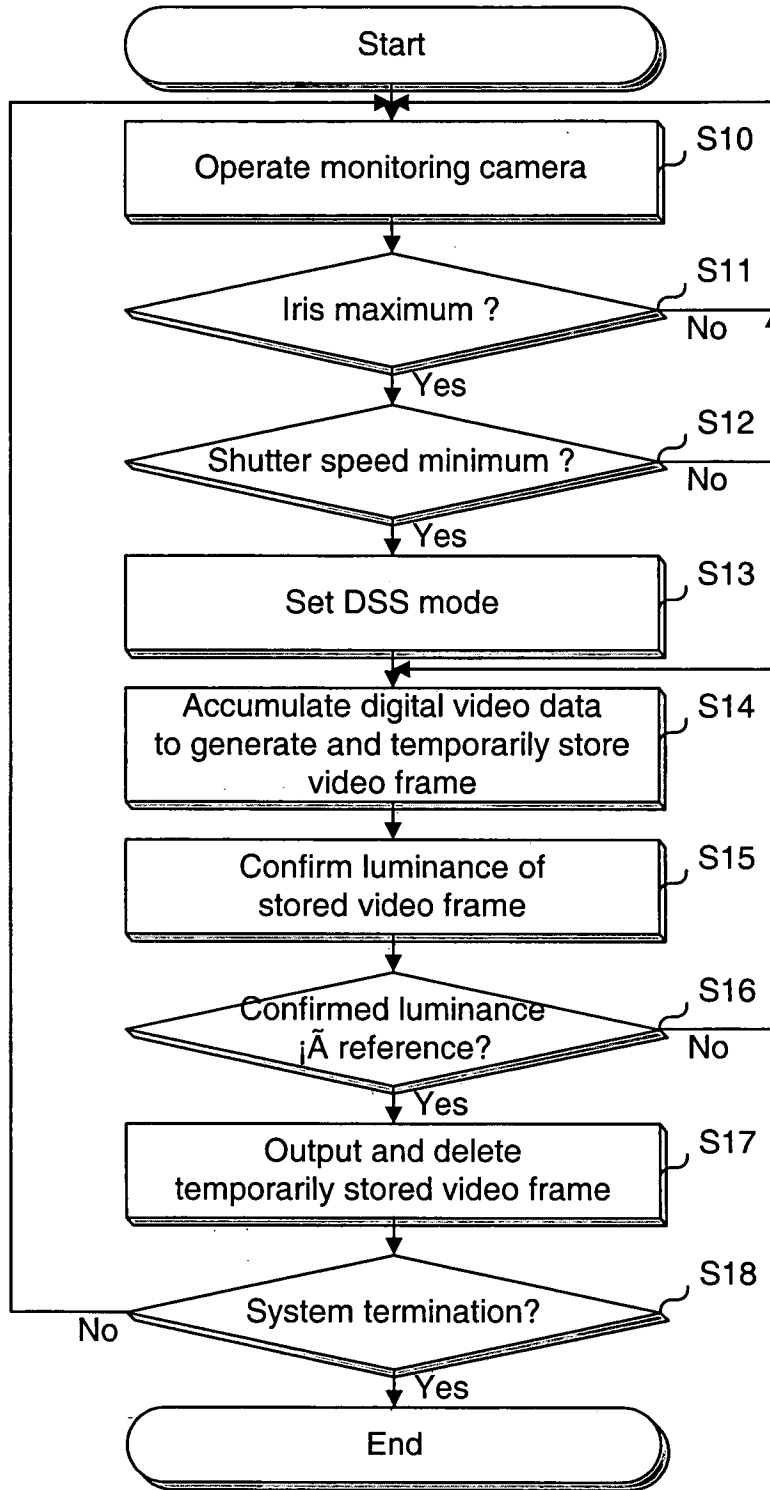 Start
Operate monitoring camera
S10
Iris maximum ?
S11
No
Yes
Shutter speed minimum ?
S12
No
Yes
Set DSS mode
S13
Accumulate digital video data
to generate and temporarily store
video frame
S14
Confirm luminance of
stored video frame
S15
Confirmed luminance
¡Ã reference?
S16
No
Yes
Output and delete
temporarily stored video frame
S17
System termination?
S18
No
Yes
End